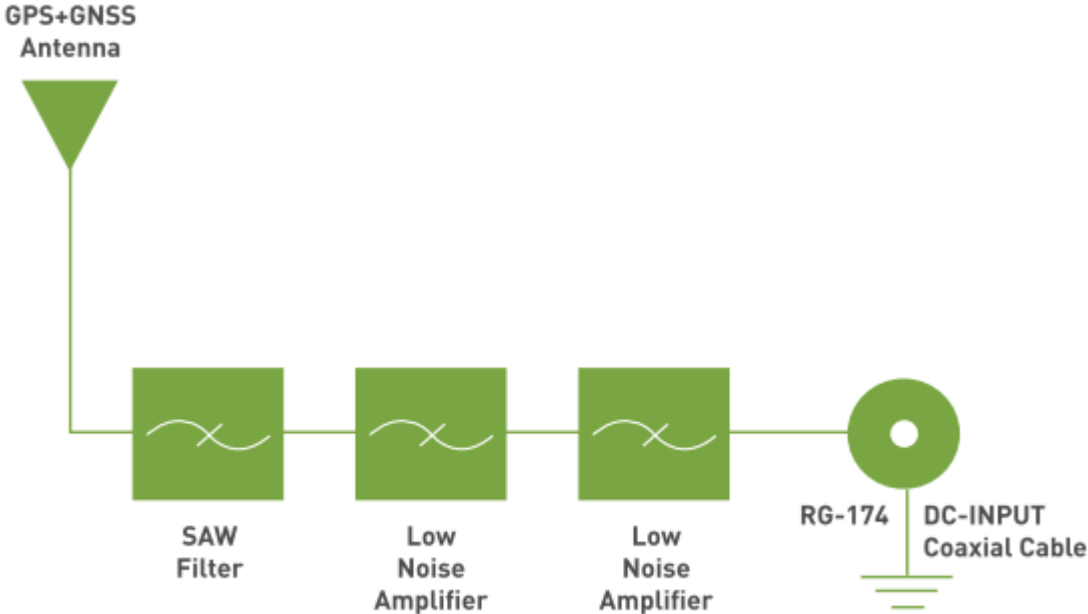 GPS+GNSS
Antenna
SAW
Filter
Low
Noise
Amplifier
Low
Noise
Amplifier
RG-174
DC-INPUT
Coaxial Cable